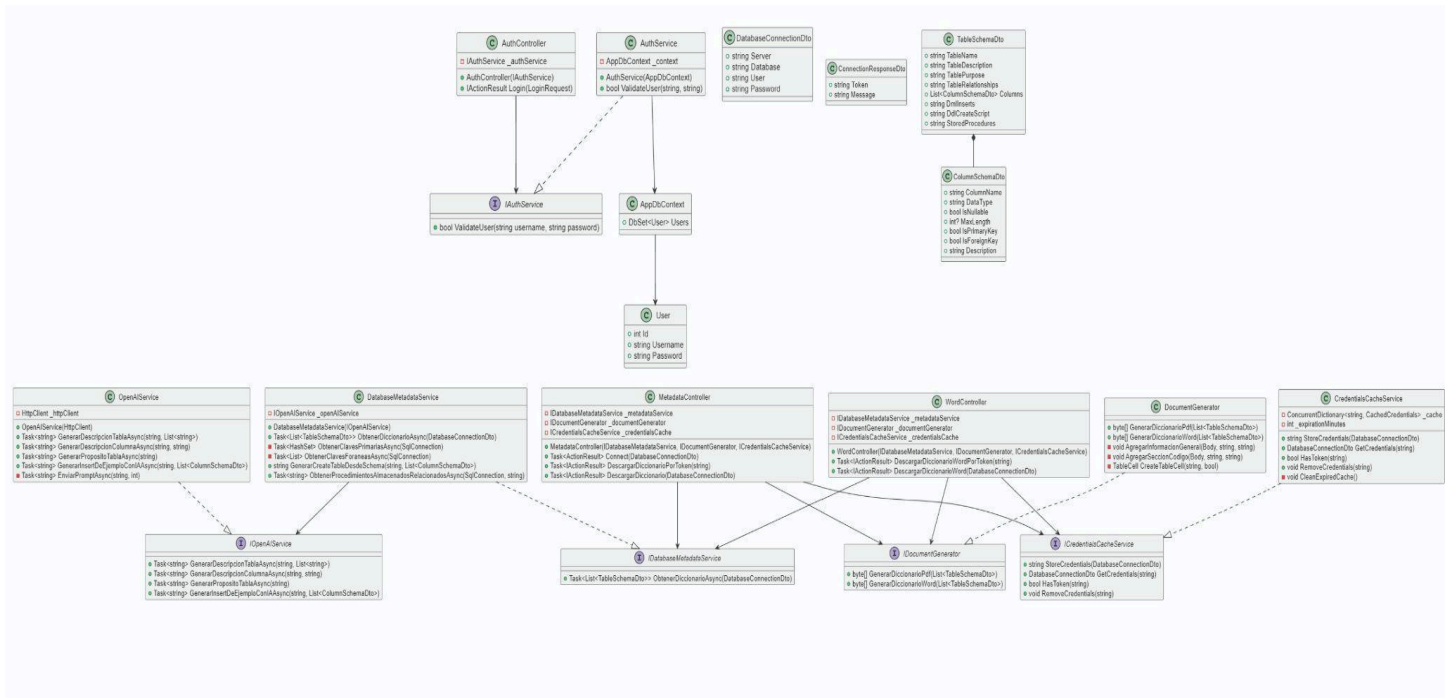 C AuthController
IAuthService _authService
AuthController(IAuthService)
IActionResult Login(LoginRequest)
C AuthService
AppDbContext _context
AuthService(AppDbContext)
bool ValidateUser(string, string)
C DatabaseConnectionDto
string Server
string Database
string User
string Password
C ConnectionResponseDto
string Token
string Message
C TableSchemaDto
string TableName
string TableDescription
string TablePurpose
string TableRelationships
List<ColumnSchemaDto> Columns
string DmlInserts
string DdlCreateScript
string StoredProcedures
C ColumnSchemaDto
string ColumnName
string DataType
bool IsNullable
int? MaxLength
bool IsPrimaryKey
bool IsForeignKey
string Description
I IAuthService
bool ValidateUser(string username, string password)
C AppDbContext
DbSet<User> Users
C User
int Id
string Username
string Password
C OpenAIService
HttpClient _httpClient
OpenAIService(HttpClient)
Task<string> GenerarDescripcionTablaAsync(string, List<string>)
Task<string> GenerarDescripcionColumnaAsync(string, string)
Task<string> GenerarPropositoTablaAsync(string)
Task<string> GenerarInsertDeEjemploConIAAsync(string, List<ColumnSchemaDto>)
Task<string> EnviarPromptAsync(string, int)
C DatabaseMetadataService
IOpenAIService _openAIService
DatabaseMetadataService(IOpenAIService)
Task<List<TableSchemaDto>> ObtenerDiccionarioAsync(DatabaseConnectionDto)
Task<HashSet> ObtenerClavesPrimariasAsync(SqlConnection)
Task<List> ObtenerClavesForaneasAsync(SqlConnection)
string GenerarCreateTableDesdeSchema(string, List<ColumnSchemaDto>)
Task<string> ObtenerProcedimientosAlmacenadosRelacionadosAsync(SqlConnection, string)
C MetadataController
IDatabaseMetadataService _metadataService
IDocumentGenerator _documentGenerator
ICredentialsCacheService _credentialsCache
MetadataController(IDatabaseMetadataService, IDocumentGenerator, ICredentialsCacheService)
Task<IActionResult> Connect(DatabaseConnectionDto)
Task<IActionResult> DescargarDiccionarioPorToken(string)
Task<IActionResult> DescargarDiccionario(DatabaseConnectionDto)
C WordController
IDatabaseMetadataService _metadataService
IDocumentGenerator _documentGenerator
ICredentialsCacheService _credentialsCache
WordController(IDatabaseMetadataService, IDocumentGenerator, ICredentialsCacheService)
Task<IActionResult> DescargarDiccionarioWordPorToken(string)
Task<IActionResult> DescargarDiccionarioWord(DatabaseConnectionDto)
C DocumentGenerator
byte[] GenerarDiccionarioPdf(List<TableSchemaDto>)
byte[] GenerarDiccionarioWord(List<TableSchemaDto>)
void AgregarInformacionGeneral(Body, string, string)
void AgregarSeccionCodigo(Body, string, string)
TableCell CreateTableCell(string, bool)
C CredentialsCacheService
ConcurrentDictionary<string, CachedCredentials> _cache
int _expirationMinutes
string StoreCredentials(DatabaseConnectionDto)
DatabaseConnectionDto GetCredentials(string)
bool HasToken(string)
void RemoveCredentials(string)
void CleanExpiredCache()
I IOpenAIService
Task<string> GenerarDescripcionTablaAsync(string, List<string>)
Task<string> GenerarDescripcionColumnaAsync(string, string)
Task<string> GenerarPropositoTablaAsync(string)
Task<string> GenerarInsertDeEjemploConIAAsync(string, List<ColumnSchemaDto>)
I IDatabaseMetadataService
Task<List<TableSchemaDto>> ObtenerDiccionarioAsync(DatabaseConnectionDto)
I IDocumentGenerator
byte[] GenerarDiccionarioPdf(List<TableSchemaDto>)
byte[] GenerarDiccionarioWord(List<TableSchemaDto>)
I ICredentialsCacheService
string StoreCredentials(DatabaseConnectionDto)
DatabaseConnectionDto GetCredentials(string)
bool HasToken(string)
void RemoveCredentials(string)